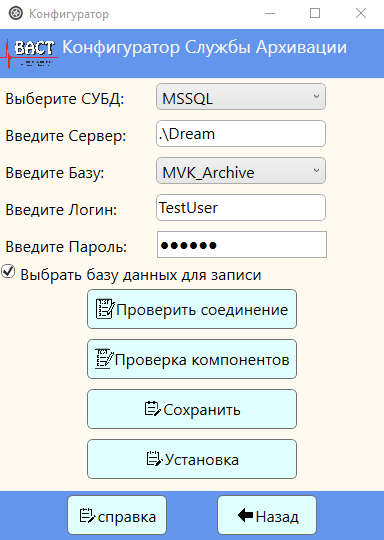 Конфигуратор
ВАСТ Конфигуратор Службы Архивации
Выберите СУБД: MSSQL
Введите Сервер: .\Dream
Введите Базу: MVK_Archive
Введите Логин: TestUser
Введите Пароль: ●●●●●●
Выбрать базу данных для записи
Проверить соединение
Проверка компонентов
Сохранить
Установка
справка
Назад